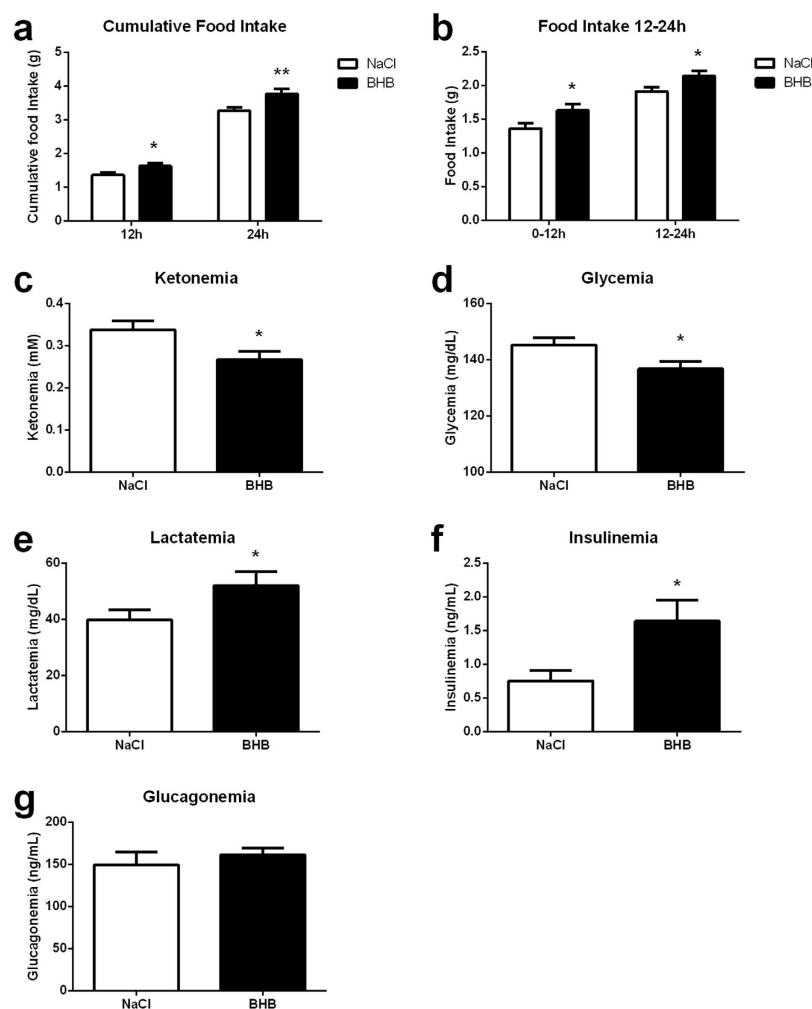 a
Cumulative Food Intake
Cumulative food Intake (g)
5
4
3
2
1
0
12h
24h
*
**
NaCl
BHB
b
Food Intake 12-24h
Food Intake (g)
2.5
2.0
1.5
1.0
0.5
0.0
0-12h
12-24h
*
*
NaCl
BHB
c
Ketonemia
Ketonemia (mM)
0.4
0.3
0.2
0.1
0.0
NaCl
BHB
*
d
Glycemia
Glycemia (mg/dL)
160
140
120
100
NaCl
BHB
*
e
Lactatemia
Lactatemia (mg/dL)
60
40
20
0
NaCl
BHB
*
f
Insulinemia
Insulinemia (ng/mL)
2.5
2.0
1.5
1.0
0.5
0.0
NaCl
BHB
*
g
Glucagonemia
Glucagonemia (ng/mL)
200
150
100
50
0
NaCl
BHB